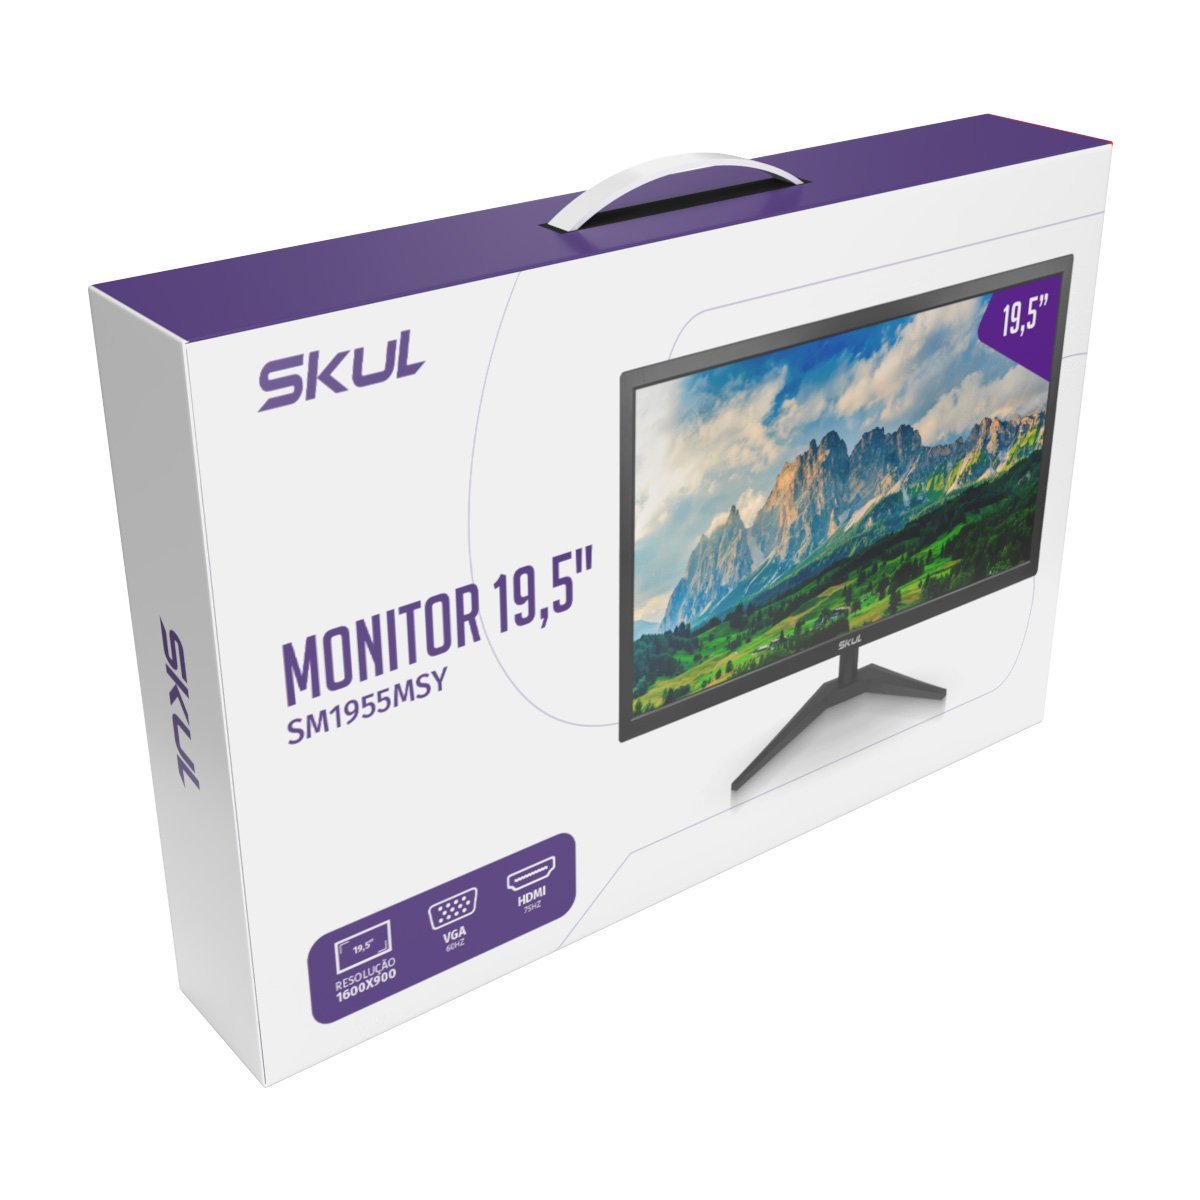 SKUL
19,5”
MONITOR 19,5"
SM1955MSY
SKUL
SKUL
19,5"
RESOLUÇÃO
1600X900
VGA
60HZ
HDMI
75HZ